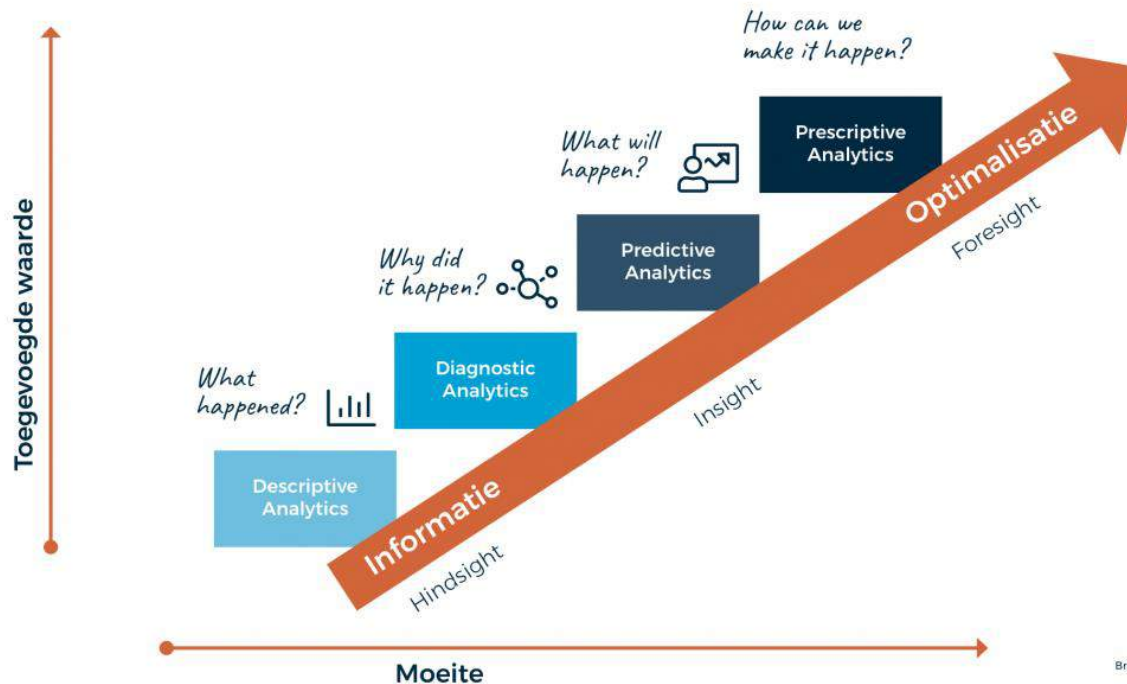 How can we
make it happen?
Prescriptive
Analytics
What will
happen?
Predictive
Analytics
Why did
it happen?
Diagnostic
Analytics
What
happened?
Descriptive
Analytics
Informatie
Optimalisatie
Hindsight
Insight
Foresight
Toegevoegde waarde
Moeite
Br